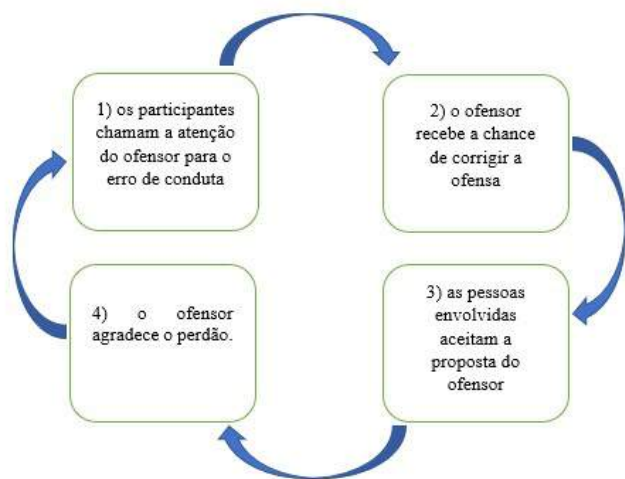 1) os participantes
chamam a atenção
do ofensor para o
erro de conduta
2) o ofensor
recebe a chance
de corrigir a
ofensa
3) as pessoas
envolvidas
aceitam a
proposta do
ofensor
4) o ofensor
agradece o perdão.